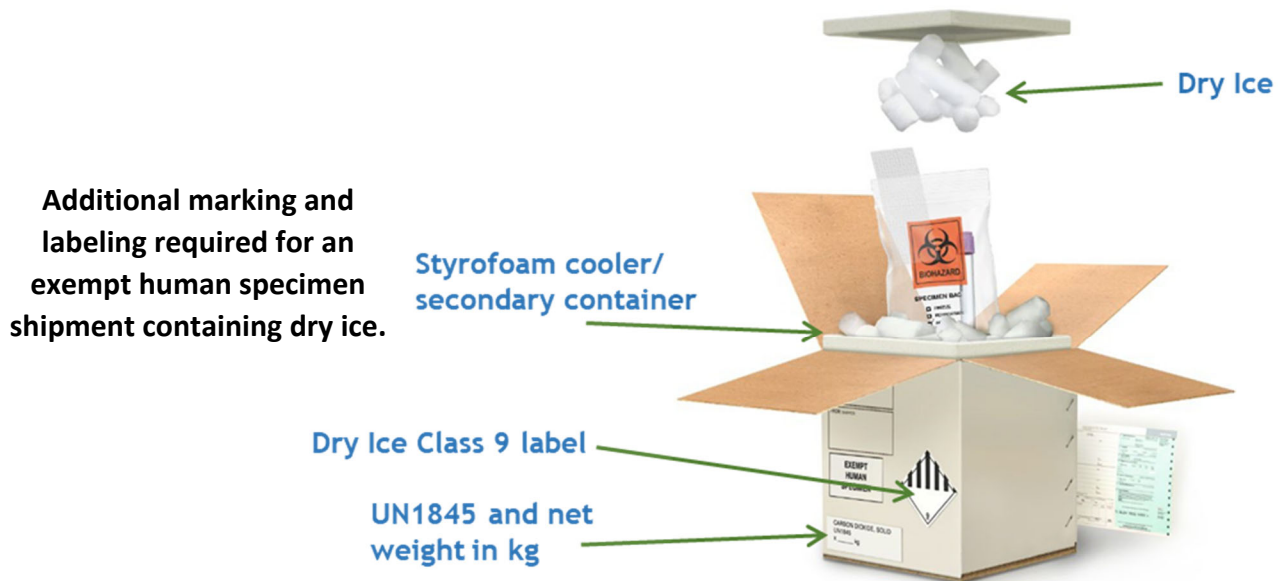 Dry Ice
Additional marking and
labeling required for an
exempt human specimen
shipment containing dry ice.
Styrofoam cooler/
secondary container
BIOHAZARD
SPECIMEN BAG
Dry Ice Class 9 label
EXEMPT
HUMAN
SPECIMEN
9
UN1845 and net
weight in kg
CARBON DIOXIDE, SOLID
UN1845
kg